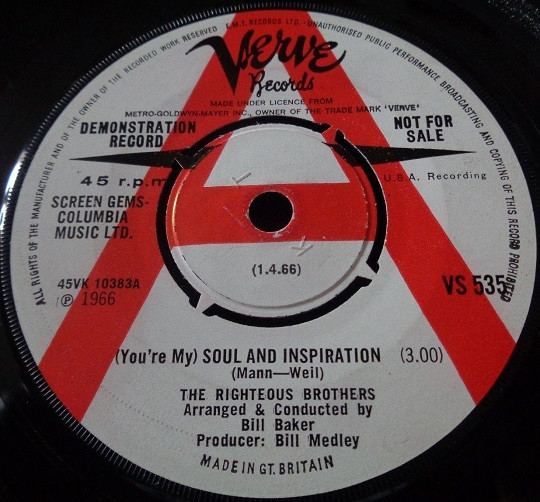 E.M.I. RECORDS LTD.
ALL RIGHTS OF THE MANUFACTURER AND OF THE OWNER OF THE RECORDED WORK RESERVED
UNAUTHORISED PUBLIC PERFORMANCE BROADCASTING AND COPYING OF THIS RECORD PROHIBITED
Verve
Records
MADE UNDER LICENCE FROM
METRO-GOLDWYN-MAYER INC., OWNER OF THE TRADE MARK 'VERVE'
DEMONSTRATION
RECORD
NOT FOR
SALE
45 r.p.m
U.S.A. Recording
SCREEN GEMS-
COLUMBIA
MUSIC LTD.
45VK 10383A
℗ 1966
(1.4.66)
VS 535
(You're My) SOUL AND INSPIRATION (3.00)
(Mann—Weil)
THE RIGHTEOUS BROTHERS
Arranged & Conducted by
Bill Baker
Producer: Bill Medley
MADE IN GT. BRITAIN